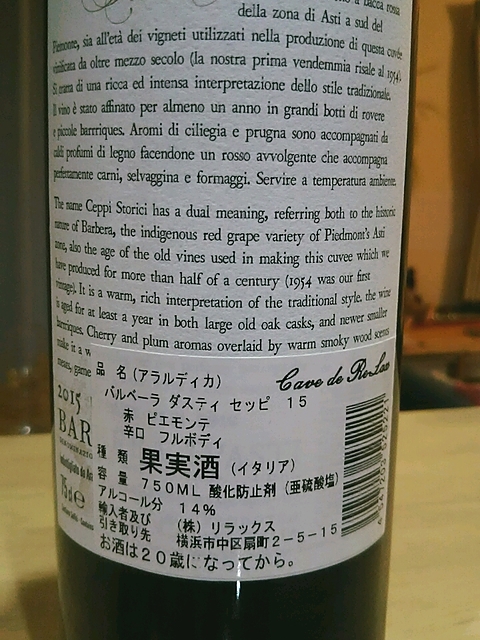 a bacca rossa
della zona di Asti a sud del
Piemonte, sia all'età dei vigneti utilizzati nella produzione di questa cuvée
vinificata da oltre mezzo secolo (la nostra prima vendemmia risale al 1954).
Si tratta di una ricca ed intensa interpretazione dello stile tradizionale.
Il vino è stato affinato per almeno un anno in grandi botti di rovere
e piccole barrriques. Aromi di ciliegia e prugna sono accompagnati da
caldi profumi di legno facendone un rosso avvolgente che accompagna
perfettamente carni, selvaggina e formaggi. Servire a temperatura ambiente.
The name Ceppi Storici has a dual meaning, referring both to the historic
nature of Barbera, the indigenous red grape variety of Piedmont's Asti
zone, also the age of the old vines used in making this cuvée which we
have produced for more than half of a century (1954 was our first
vintage). It is a warm, rich interpretation of the traditional style. the wine
is aged for at least a year in both large old oak casks, and newer smaller
barriques. Cherry and plum aromas overlaid by warm smoky wood scents
make it a w
meats, game
2015
BAR
75cl e
品 名 (アラルディカ) Cave de ReLax
バルベーラ ダスティ セッピ 15
赤 ピエモンテ
辛口 フルボディ
種 類 果実酒 (イタリア)
容 量 750ML 酸化防止剤 (亜硫酸塩)
アルコール分 14%
輸入者及び (株) リラックス
引き取り先 横浜市中区扇町2-5-15
お酒は20歳になってから。